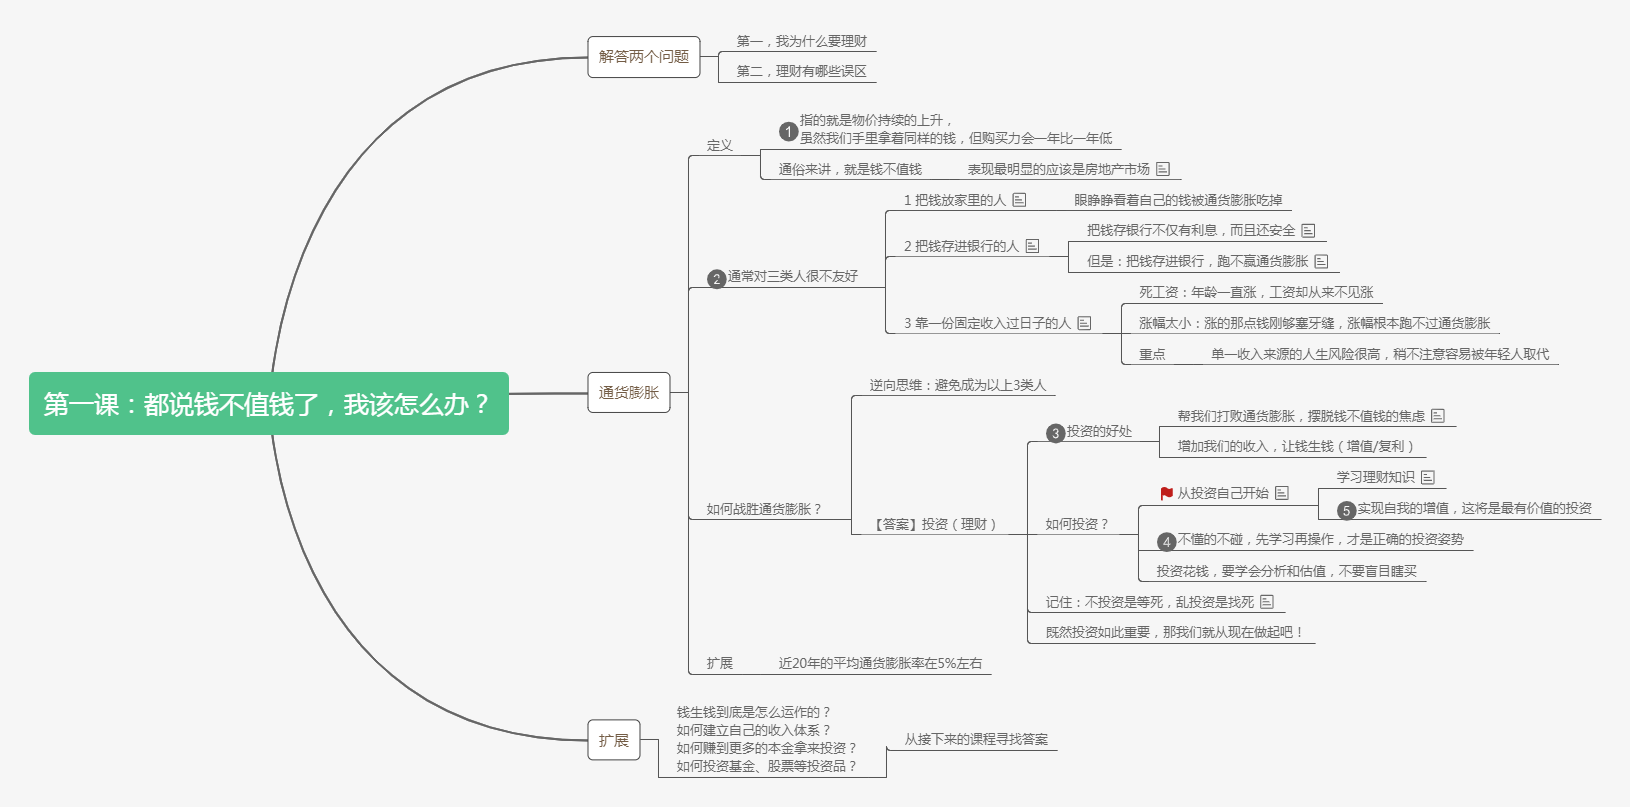 解答两个问题
第一，我为什么要理财
第二，理财有哪些误区
第一课：都说钱不值钱了，我该怎么办？
通货膨胀
定义
1
指的就是物价持续的上升，
虽然我们手里拿着同样的钱，但购买力会一年比一年低
通俗来讲，就是钱不值钱
表现最明显的应该是房地产市场
2 通常对三类人很不友好
1 把钱放家里的人
眼睁睁看着自己的钱被通货膨胀吃掉
2 把钱存进银行的人
把钱存银行不仅有利息，而且还安全
但是：把钱存进银行，跑不赢通货膨胀
3 靠一份固定收入过日子的人
死工资：年龄一直涨，工资却从来不见涨
涨幅太小：涨的那点钱刚够塞牙缝，涨幅根本跑不过通货膨胀
重点
单一收入来源的人生风险很高，稍不注意容易被年轻人取代
如何战胜通货膨胀？
逆向思维：避免成为以上3类人
【答案】投资（理财）
3 投资的好处
帮我们打败通货膨胀，摆脱钱不值钱的焦虑
增加我们的收入，让钱生钱（增值/复利）
如何投资？
从投资自己开始
学习理财知识
5 实现自我的增值，这将是最有价值的投资
4 不懂的不碰，先学习再操作，才是正确的投资姿势
投资花钱，要学会分析和估值，不要盲目瞎买
记住：不投资是等死，乱投资是找死
既然投资如此重要，那我们就从现在做起吧！
扩展
近20年的平均通货膨胀率在5%左右
扩展
钱生钱到底是怎么运作的？
如何建立自己的收入体系？
如何赚到更多的本金拿来投资？
如何投资基金、股票等投资品？
从接下来的课程寻找答案